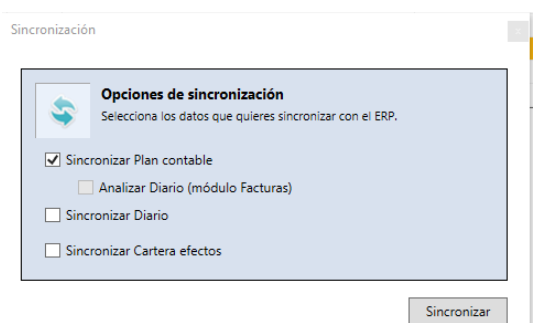 Sincronización
Opciones de sincronización
Selecciona los datos que quieres sincronizar con el ERP.
Sincronizar Plan contable
Analizar Diario (módulo Facturas)
Sincronizar Diario
Sincronizar Cartera efectos
Sincronizar